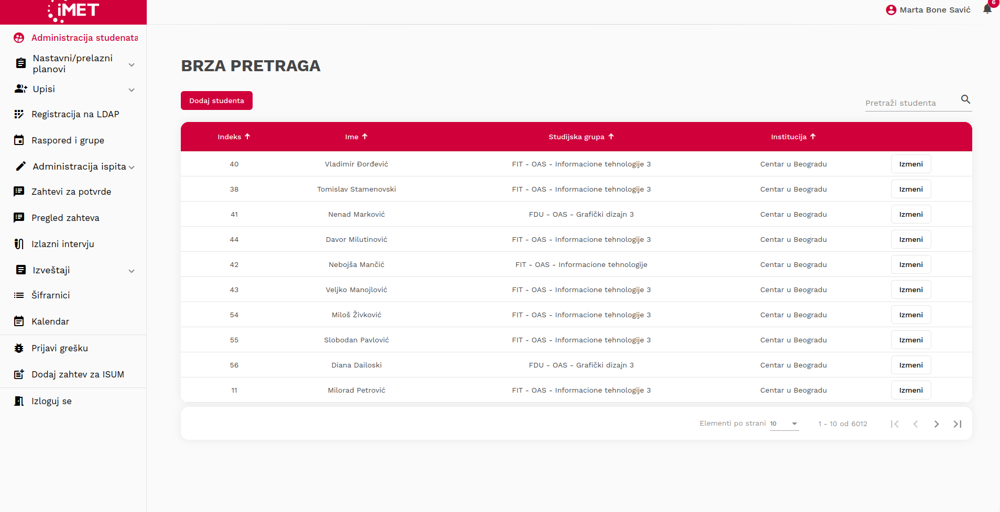 iMET
Marta Bone Savić
6
Administracija studenata
Nastavni/prelazni
planovi
Upisi
Registracija na LDAP
Raspored i grupe
Administracija ispita
Zahtevi za potvrde
Pregled zahteva
Izlazni intervju
Izveštaji
Šifrarnici
Kalendar
Prijavi grešku
Dodaj zahtev za ISUM
Izloguj se
BRZA PRETRAGA
Dodaj studenta
Pretraži studenta
Indeks Ime Studijska grupa Institucija
40 Vladimir Đorđević FIT - OAS - Informacione tehnologije 3 Centar u Beogradu Izmeni
38 Tomislav Stamenovski FIT - OAS - Informacione tehnologije 3 Centar u Beogradu Izmeni
41 Nenad Marković FDU - OAS - Grafički dizajn 3 Centar u Beogradu Izmeni
44 Davor Milutinović FIT - OAS - Informacione tehnologije 3 Centar u Beogradu Izmeni
42 Nebojša Mančić FIT - OAS - Informacione tehnologije Centar u Beogradu Izmeni
43 Veljko Manojlović FIT - OAS - Informacione tehnologije 3 Centar u Beogradu Izmeni
54 Miloš Živković FIT - OAS - Informacione tehnologije 3 Centar u Beogradu Izmeni
55 Slobodan Pavlović FIT - OAS - Informacione tehnologije 3 Centar u Beogradu Izmeni
56 Diana Dailoski FDU - OAS - Grafički dizajn 3 Centar u Beogradu Izmeni
11 Milorad Petrović FIT - OAS - Informacione tehnologije 3 Centar u Beogradu Izmeni
Elementi po strani 10 1 - 10 od 6012